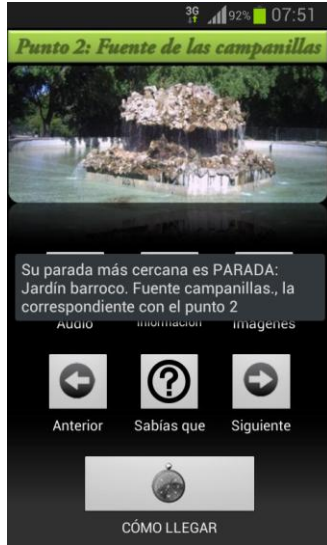 3G 92% 07:51
Punto 2: Fuente de las campanillas
Su parada más cercana es PARADA:
Jardín barroco. Fuente campanillas., la
correspondiente con el punto 2
Audio Información Imágenes
Anterior Sabías que Siguiente
CÓMO LLEGAR